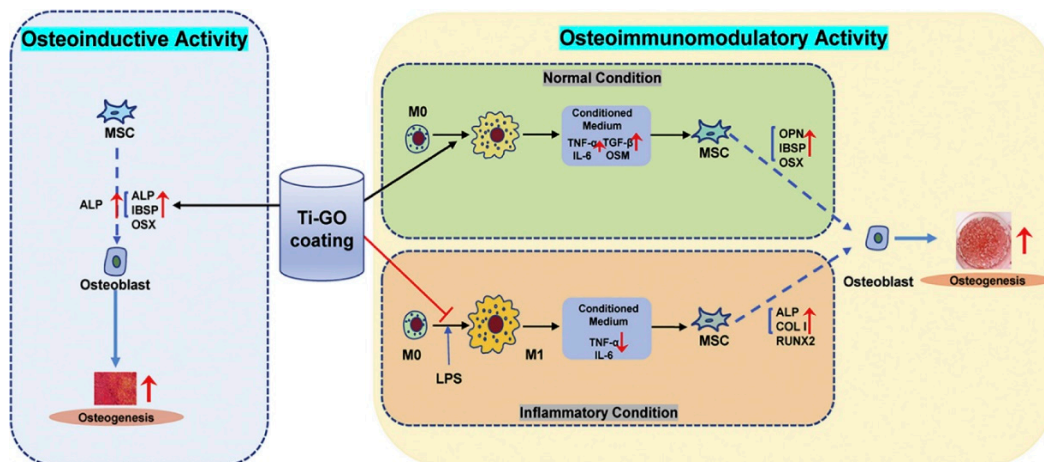 Osteoinductive Activity
MSC
ALP
ALP
IBSP
OSX
Osteoblast
Osteogenesis
Ti-GO
coating
Osteoimmunomodulatory Activity
Normal Condition
M0
Conditioned
Medium
TNF-α TGF-β
IL-6 OSM
MSC
OPN
IBSP
OSX
M0
LPS
M1
Conditioned
Medium
TNF-α
IL-6
MSC
ALP
COL I
RUNX2
Inflammatory Condition
Osteoblast
Osteogenesis